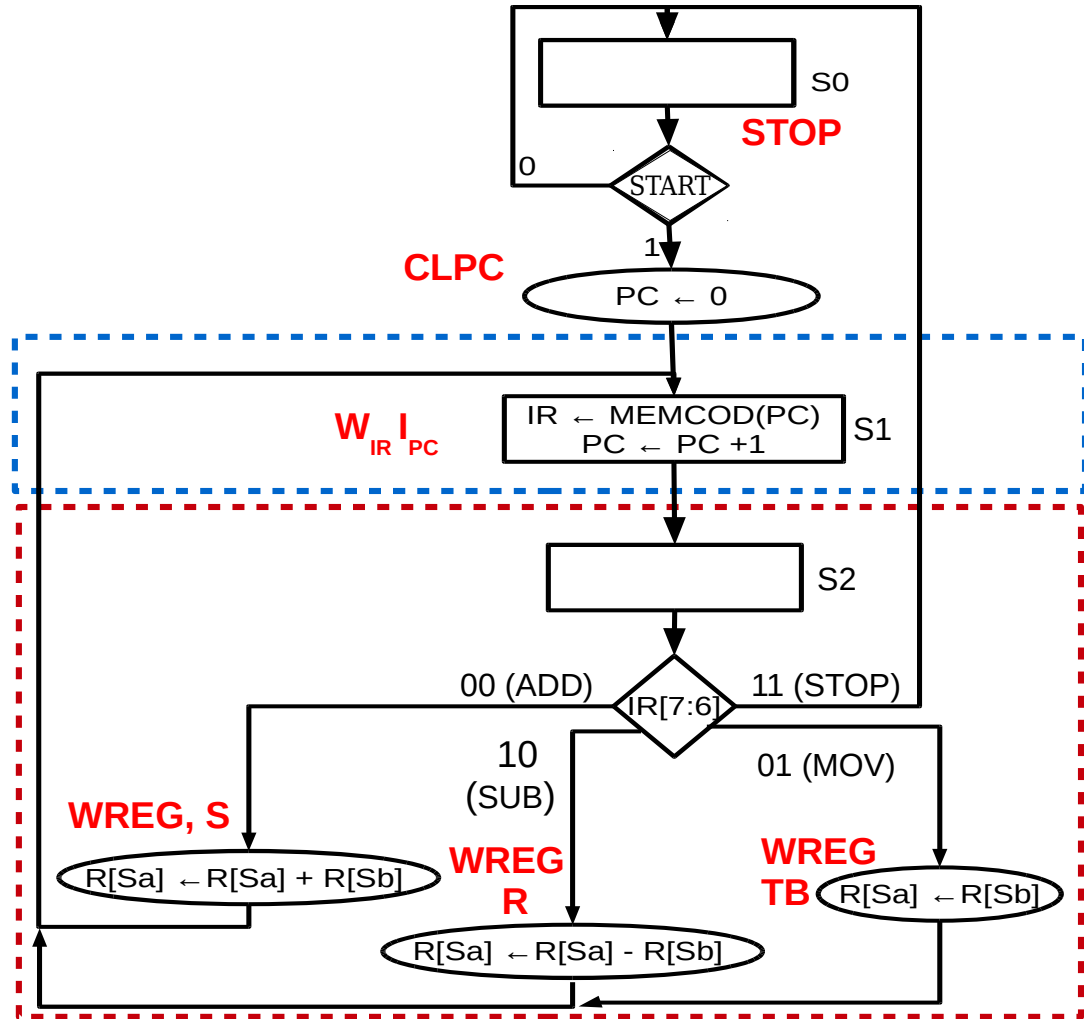 S0
STOP
0
START
1
CLPC
PC ← 0
W_IR I_PC
IR ← MEMCOD(PC)
PC ← PC +1
S1
S2
00 (ADD)
IR[7:6]
11 (STOP)
10
(SUB)
01 (MOV)
WREG, S
R[Sa] ←R[Sa] + R[Sb]
WREG
R
R[Sa] ←R[Sa] - R[Sb]
WREG
TB
R[Sa] ←R[Sb]